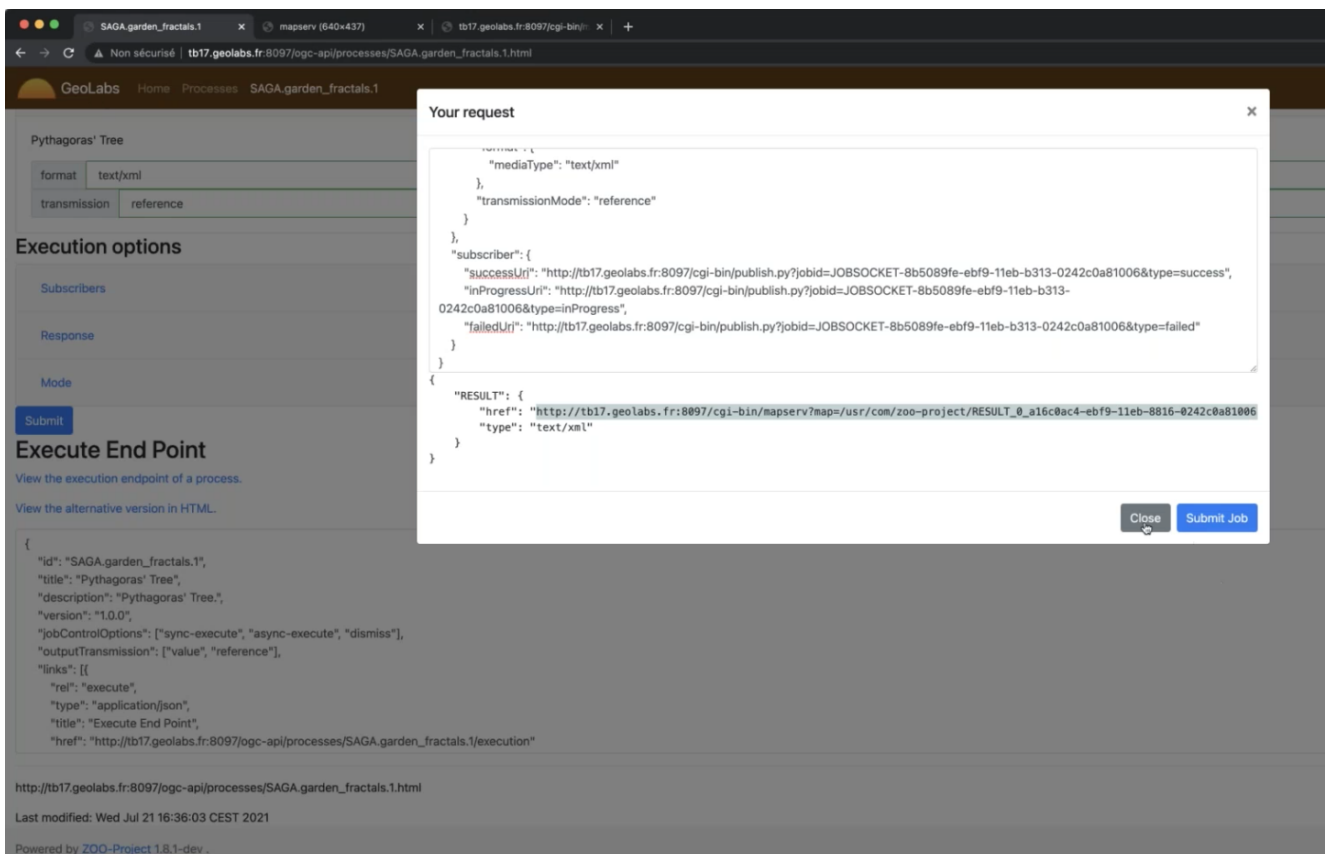 SAGA.garden_fractals.1
mapserv (640×437)
tb17.geolabs.fr:8097/cgi-bin/
Non sécurisé | tb17.geolabs.fr:8097/ogc-api/processes/SAGA.garden_fractals.1.html
GeoLabs Home Processes SAGA.garden_fractals.1
Pythagoras' Tree
format text/xml
transmission reference
Execution options
Subscribers
Response
Mode
Submit
Execute End Point
View the execution endpoint of a process.
View the alternative version in HTML.
{
"id": "SAGA.garden_fractals.1",
"title": "Pythagoras' Tree",
"description": "Pythagoras' Tree.",
"version": "1.0.0",
"jobControlOptions": ["sync-execute", "async-execute", "dismiss"],
"outputTransmission": ["value", "reference"],
"links": [{
"rel": "execute",
"type": "application/json",
"title": "Execute End Point",
"href": "http://tb17.geolabs.fr:8097/ogc-api/processes/SAGA.garden_fractals.1/execution"
http://tb17.geolabs.fr:8097/ogc-api/processes/SAGA.garden_fractals.1.html
Last modified: Wed Jul 21 16:36:03 CEST 2021
Powered by ZOO-Project 1.8.1-dev .
Your request
×
"mediaType": "text/xml"
},
"transmissionMode": "reference"
}
},
"subscriber": {
"successUri": "http://tb17.geolabs.fr:8097/cgi-bin/publish.py?jobid=JOBSOCKET-8b5089fe-ebf9-11eb-b313-0242c0a81006&type=success",
"inProgressUri": "http://tb17.geolabs.fr:8097/cgi-bin/publish.py?jobid=JOBSOCKET-8b5089fe-ebf9-11eb-b313-
0242c0a81006&type=inProgress",
"failedUri": "http://tb17.geolabs.fr:8097/cgi-bin/publish.py?jobid=JOBSOCKET-8b5089fe-ebf9-11eb-b313-0242c0a81006&type=failed"
}
}
{
"RESULT": {
"href": "http://tb17.geolabs.fr:8097/cgi-bin/mapserv?map=/usr/com/zoo-project/RESULT_0_a16c0ac4-ebf9-11eb-8816-0242c0a81006
"type": "text/xml"
}
}
Close
Submit Job